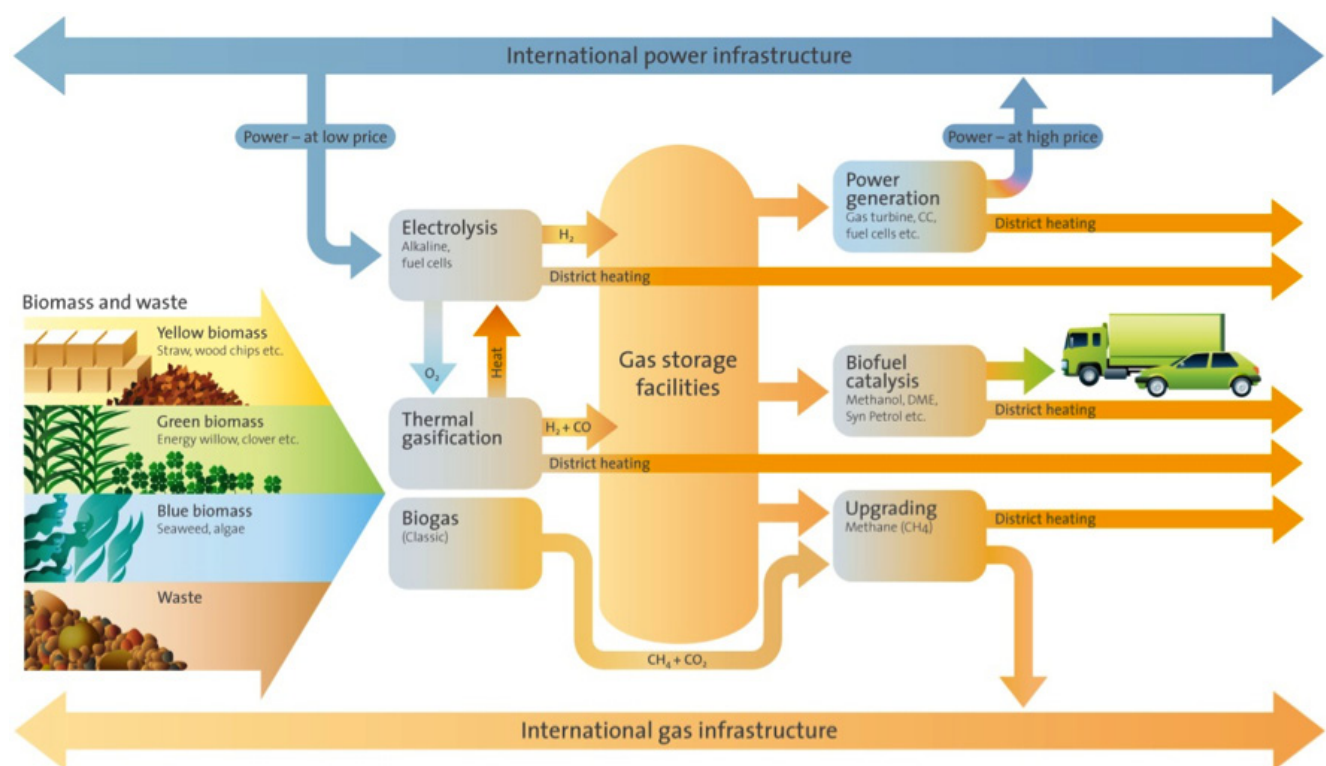 International power infrastructure
Power – at low price
Power – at high price
Electrolysis
Alkaline,
fuel cells
H₂
District heating
Power
generation
Gas turbine, CC,
fuel cells etc.
District heating
Biomass and waste
Yellow biomass
Straw, wood chips etc.
Green biomass
Energy willow, clover etc.
Blue biomass
Seaweed, algae
Waste
O₂
Heat
Thermal
gasification
H₂ + CO
District heating
Biogas
(Classic)
CH₄ + CO₂
Gas storage
facilities
Biofuel
catalysis
Methanol, DME,
Syn Petrol etc.
District heating
Upgrading
Methane (CH₄)
District heating
International gas infrastructure